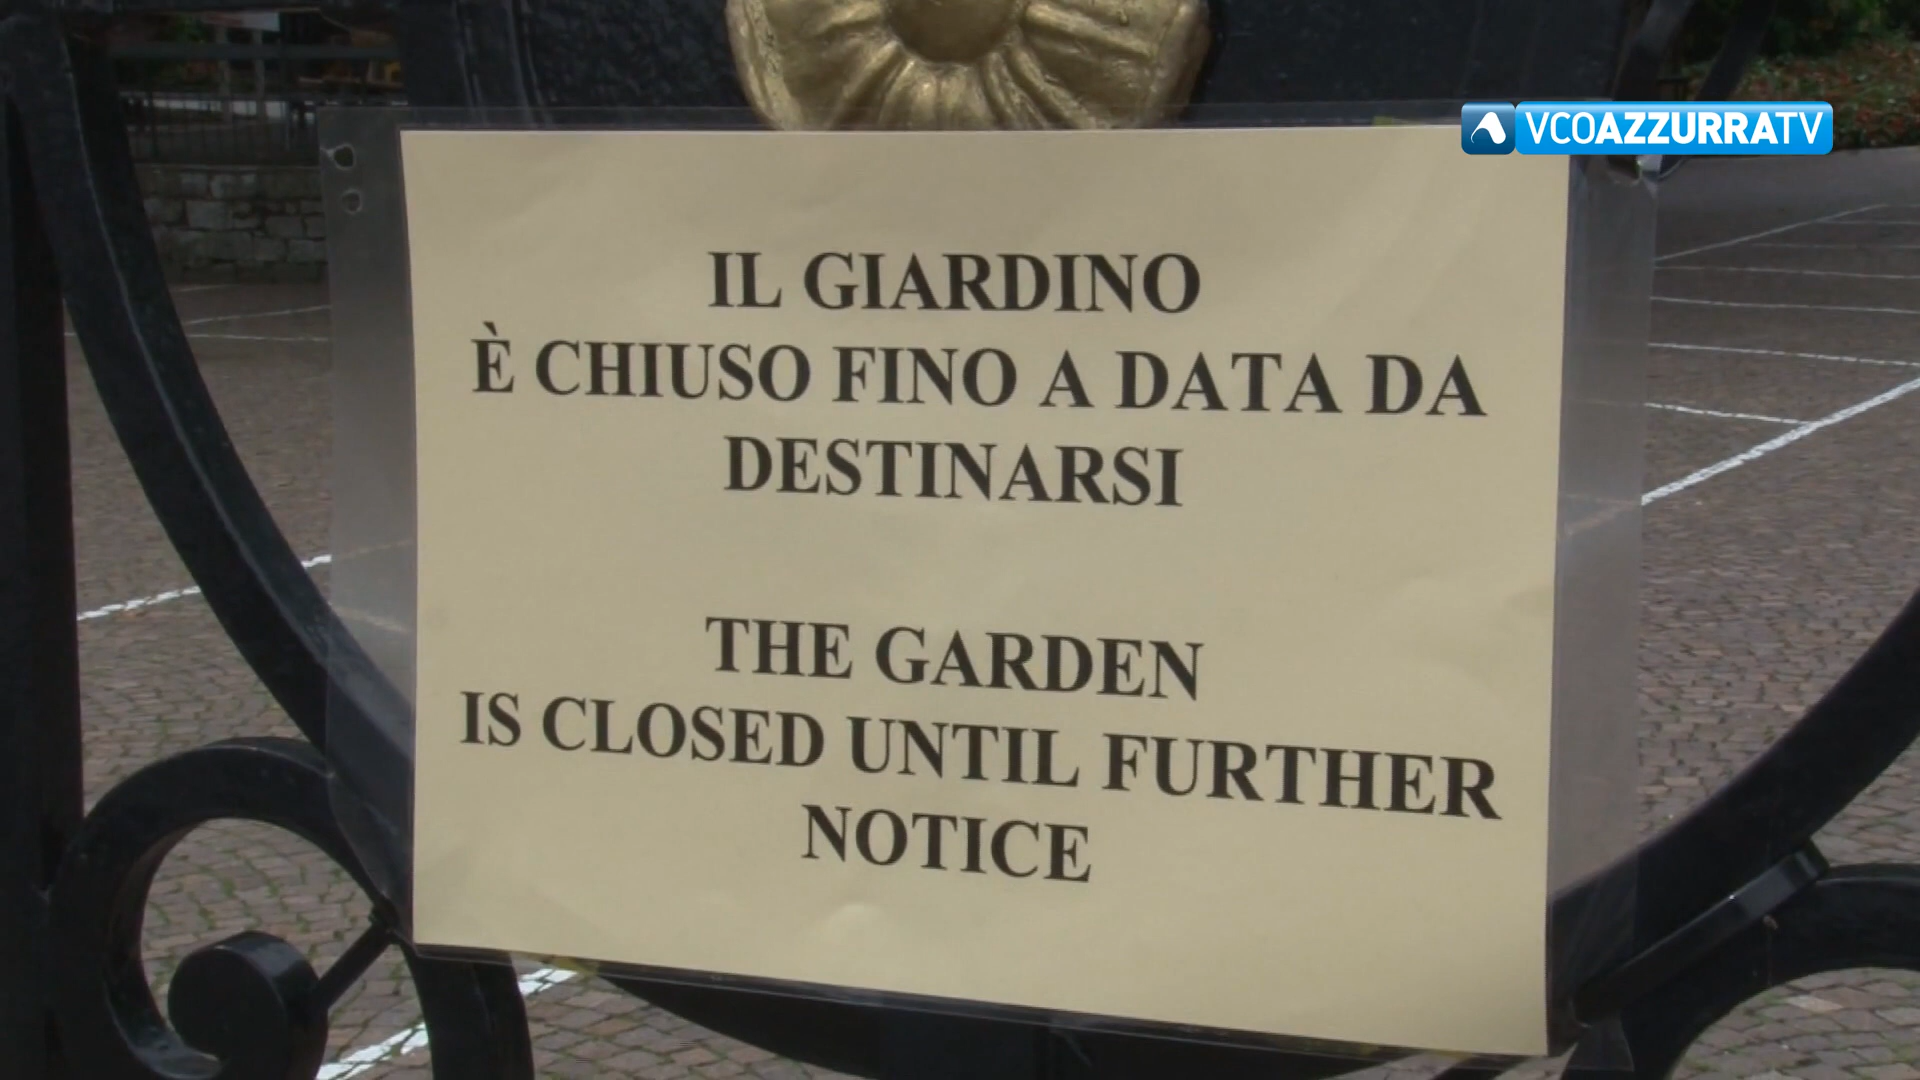 VCOAZZURRATV
IL GIARDINO
È CHIUSO FINO A DATA DA
DESTINARSI
THE GARDEN
IS CLOSED UNTIL FURTHER
NOTICE